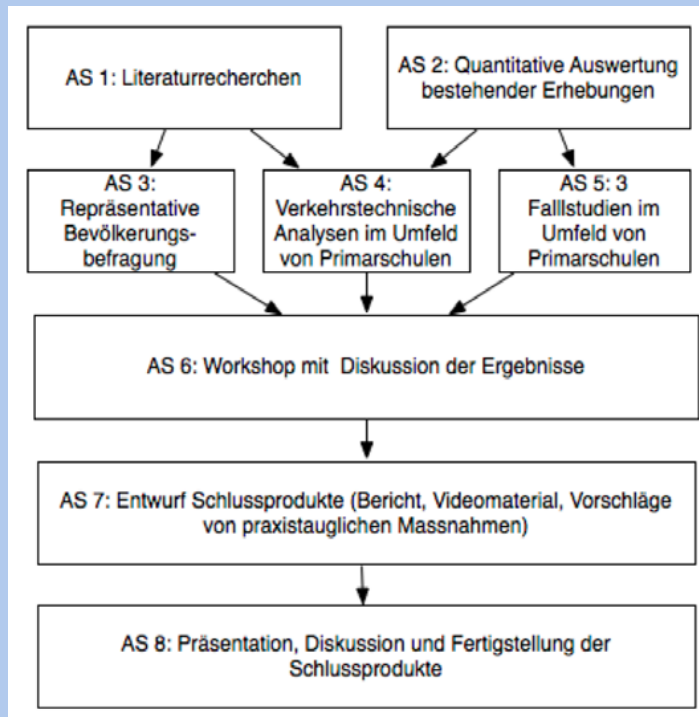 AS 1: Literaturrecherchen
AS 2: Quantitative Auswertung
bestehender Erhebungen
AS 3:
Repräsentative
Bevölkerungs-
befragung
AS 4:
Verkehrstechnische
Analysen im Umfeld
von Primarschulen
AS 5: 3
Falllstudien im
Umfeld von
Primarschulen
AS 6: Workshop mit Diskussion der Ergebnisse
AS 7: Entwurf Schlussprodukte (Bericht, Videomaterial, Vorschläge
von praxistauglichen Massnahmen)
AS 8: Präsentation, Diskussion und Fertigstellung der
Schlussprodukte